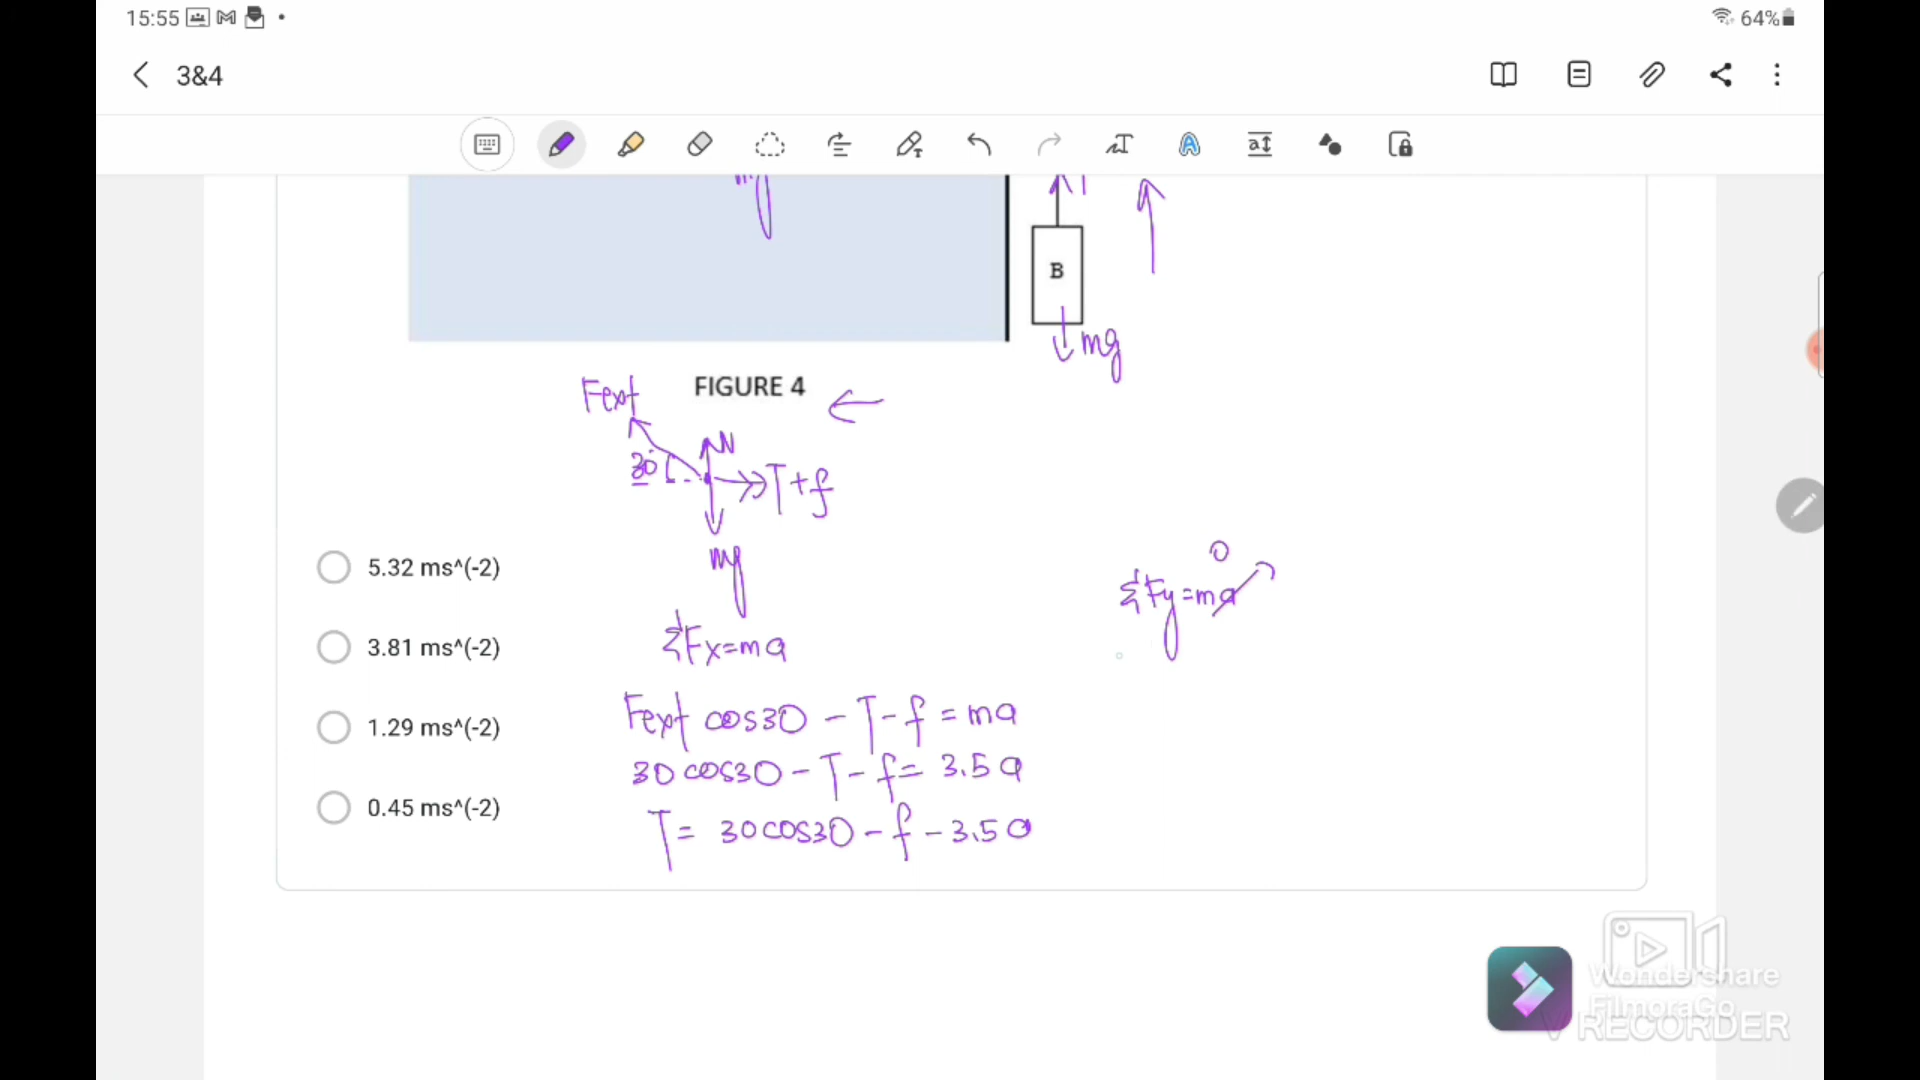 15:55
64%
3&4
T
B
mg
Fext
FIGURE 4
N
30°
T+f
mg
5.32 ms^(-2)
3.81 ms^(-2)
1.29 ms^(-2)
0.45 ms^(-2)
ΣFx=ma
Fext cos30 - T - f = ma
30 cos30 - T - f = 3.5a
T = 30cos30 - f - 3.5a
0
ΣFy=ma
Wondershare
FilmoraGo
V RECORDER